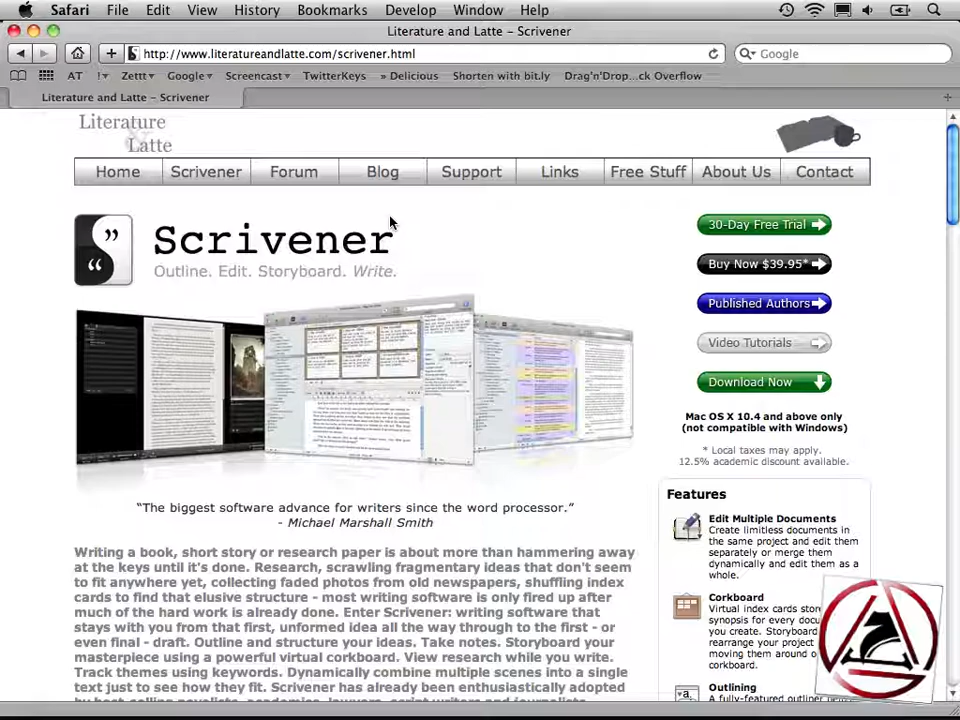 Safari File Edit View History Bookmarks Develop Window Help
Literature and Latte – Scrivener
http://www.literatureandlatte.com/scrivener.html
Google
AT !▾ Zettt▾ Google▾ Screencast▾ TwitterKeys » Delicious Shorten with bit.ly Drag'n'Drop...ck Overflow
Literature and Latte – Scrivener
Literature
&
Latte
Home Scrivener Forum Blog Support Links Free Stuff About Us Contact
Scrivener
Outline. Edit. Storyboard. Write.
30-Day Free Trial
Buy Now $39.95*
Published Authors
Video Tutorials
Download Now
Mac OS X 10.4 and above only
(not compatible with Windows)
* Local taxes may apply.
12.5% academic discount available.
“The biggest software advance for writers since the word processor.”
- Michael Marshall Smith
Writing a book, short story or research paper is about more than hammering away
at the keys until it's done. Research, scrawling fragmentary ideas that don't seem
to fit anywhere yet, collecting faded photos from old newspapers, shuffling index
cards to find that elusive structure - most writing software is only fired up after
much of the hard work is already done. Enter Scrivener: writing software that
stays with you from that first, unformed idea all the way through to the first - or
even final - draft. Outline and structure your ideas. Take notes. Storyboard your
masterpiece using a powerful virtual corkboard. View research while you write.
Track themes using keywords. Dynamically combine multiple scenes into a single
text just to see how they fit. Scrivener has already been enthusiastically adopted
Features
Edit Multiple Documents
Create limitless documents in
the same project and edit them
separately or merge them
dynamically and edit them as a
whole.
Corkboard
Virtual index cards store
synopsis for every docum
you create. Storyboard
rearrange your project
moving them around o
corkboard.
Outlining
A fully-featured outliner